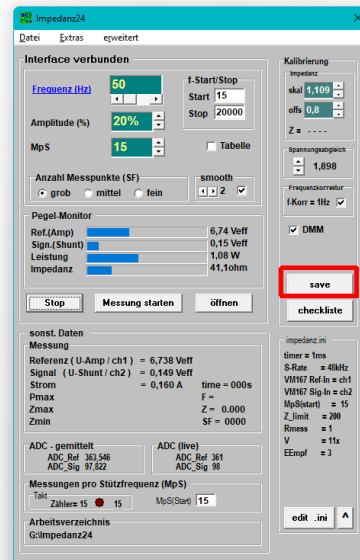 Impedanz24
Datei Extras erweitert
Interface verbunden
Frequenz (Hz) 50
f-Start/Stop
Start 15
Stop 20000
Amplitude (%) 20%
MpS 15
Tabelle
Anzahl Messpunkte (SF)
grob mittel fein
smooth
2
Pegel-Monitor
Ref.(Amp) 6,74 Veff
Sign.(Shunt) 0,15 Veff
Leistung 1,08 W
Impedanz 41,1ohm
Stop Messung starten öffnen
sonst. Daten
Messung
Referenz ( U-Amp / ch1 ) = 6,738 Veff
Signal ( U-Shunt / ch2 ) = 0,149 Veff
Strom = 0,160 A time = 000s
Pmax F =
Zmax Z = 0.000
Zmin SF = 0000
ADC - gemittelt
ADC_Ref 363,546
ADC_Sig 97,822
ADC (live)
ADC_Ref 361
ADC_Sig 98
Messungen pro Stützfrequenz (MpS)
Takt
Zähler= 15 15
MpS(Start) 15
Arbeitsverzeichnis
G:\Impedanz24
Kalibrierung
Impedanz
skal 1,109
offs 0,8
Z = - - - -
Spannungsabgleich
1,898
Frequenzkorrektur
f-Korr = 1Hz
DMM
save
checkliste
impedanz.ini
timer = 1ms
S-Rate = 48kHz
VM167 Ref-In = ch1
VM167 Sig-In = ch2
MpS(start) = 15
Z_limit = 200
Rmess = 1
V = 11x
EEmpf = 3
edit .ini ^